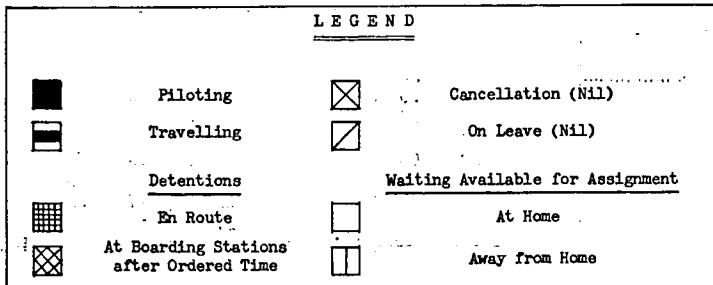 LEGEND
Piloting
Cancellation (Nil)
Travelling
On Leave (Nil)
Detentions
Waiting Available for Assignment
En Route
At Home
At Boarding Stations
after Ordered Time
Away from Home